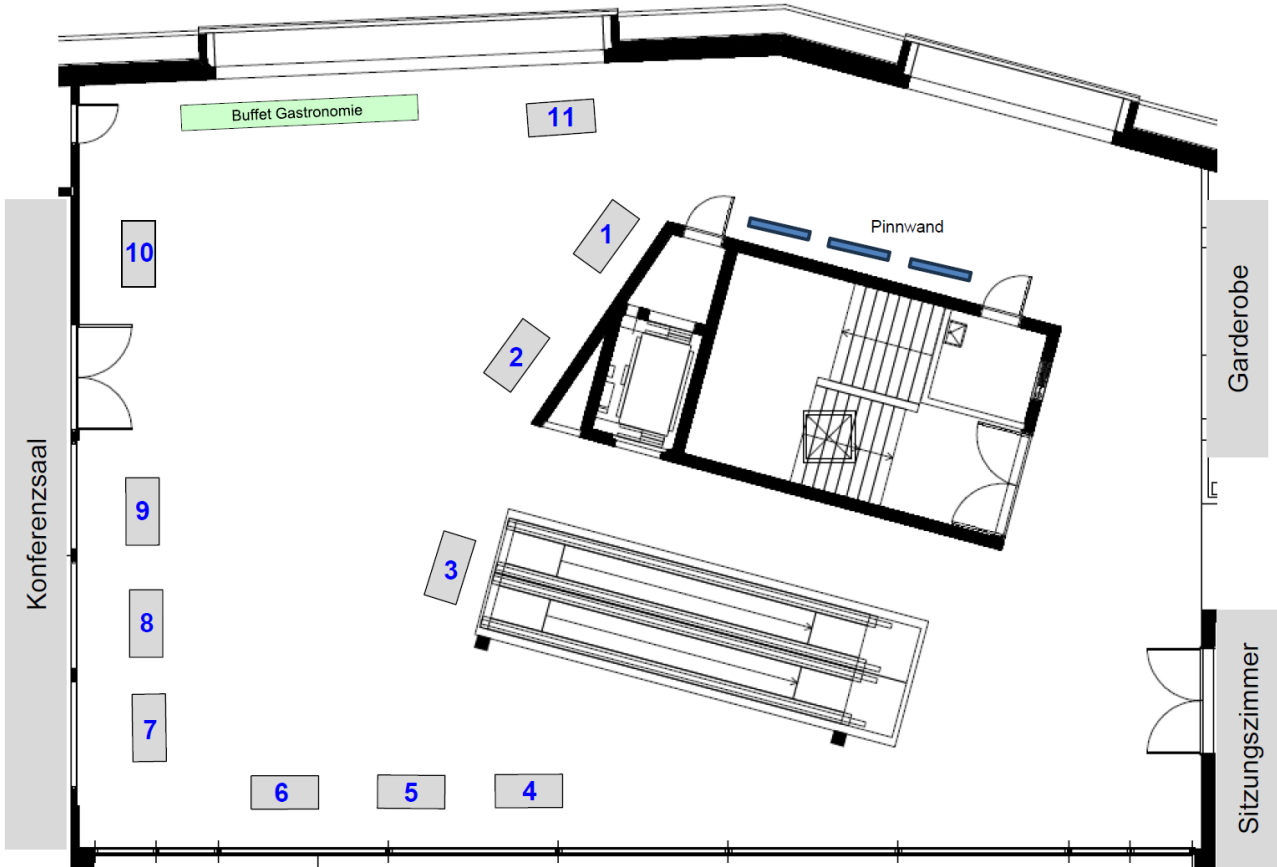 Buffet Gastronomie
11
1
Pinnwand
10
2
Garderobe
Konferenzsaal
9
3
8
7
Sitzungszimmer
6
5
4